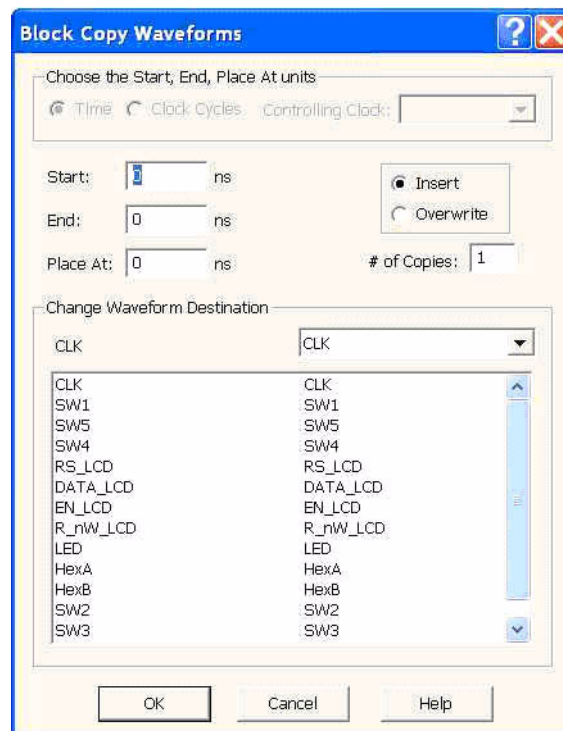 Block Copy Waveforms
Choose the Start, End, Place At units
Time Clock Cycles Controlling Clock:
Start: 0 ns
Insert
End: 0 ns
Overwrite
Place At: 0 ns
# of Copies: 1
Change Waveform Destination
CLK CLK
CLK CLK
SW1 SW1
SW5 SW5
SW4 SW4
RS_LCD RS_LCD
DATA_LCD DATA_LCD
EN_LCD EN_LCD
R_nW_LCD R_nW_LCD
LED LED
HexA HexA
HexB HexB
SW2 SW2
SW3 SW3
OK Cancel Help